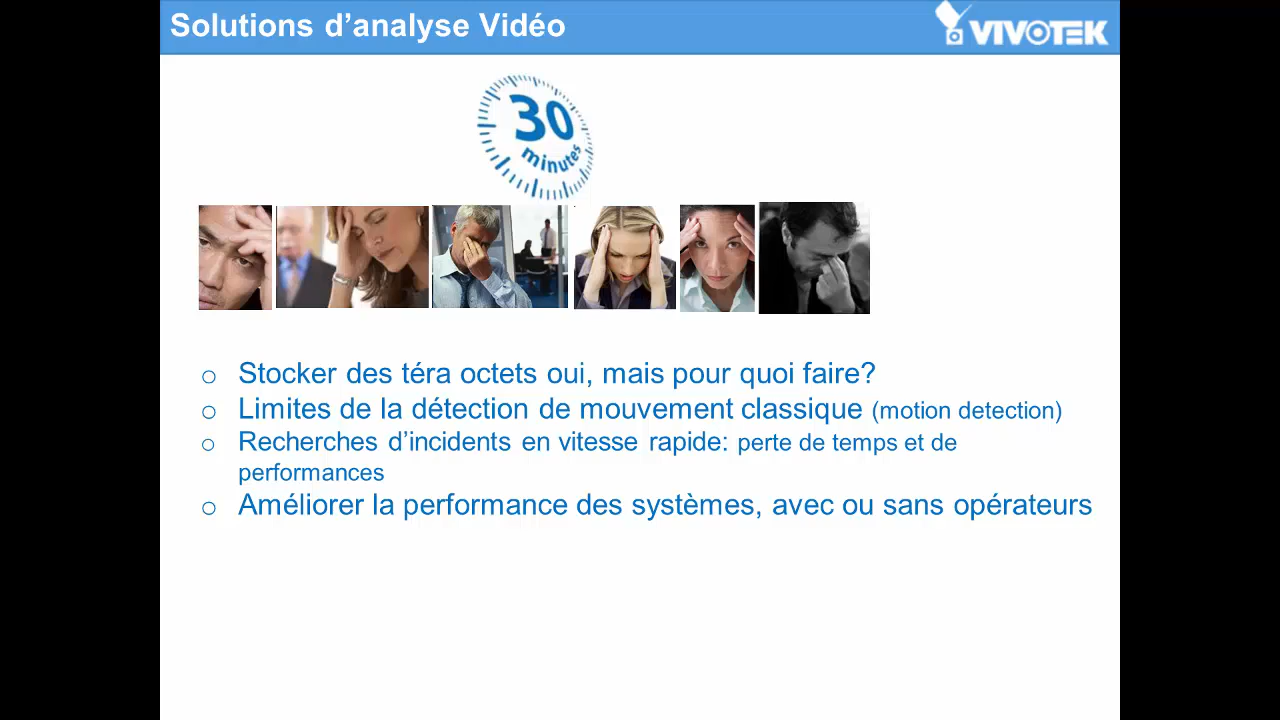 Solutions d’analyse Vidéo
VIVOTEK
30
minutes
o Stocker des téra octets oui, mais pour quoi faire?
o Limites de la détection de mouvement classique (motion detection)
o Recherches d’incidents en vitesse rapide: perte de temps et de
performances
o Améliorer la performance des systèmes, avec ou sans opérateurs